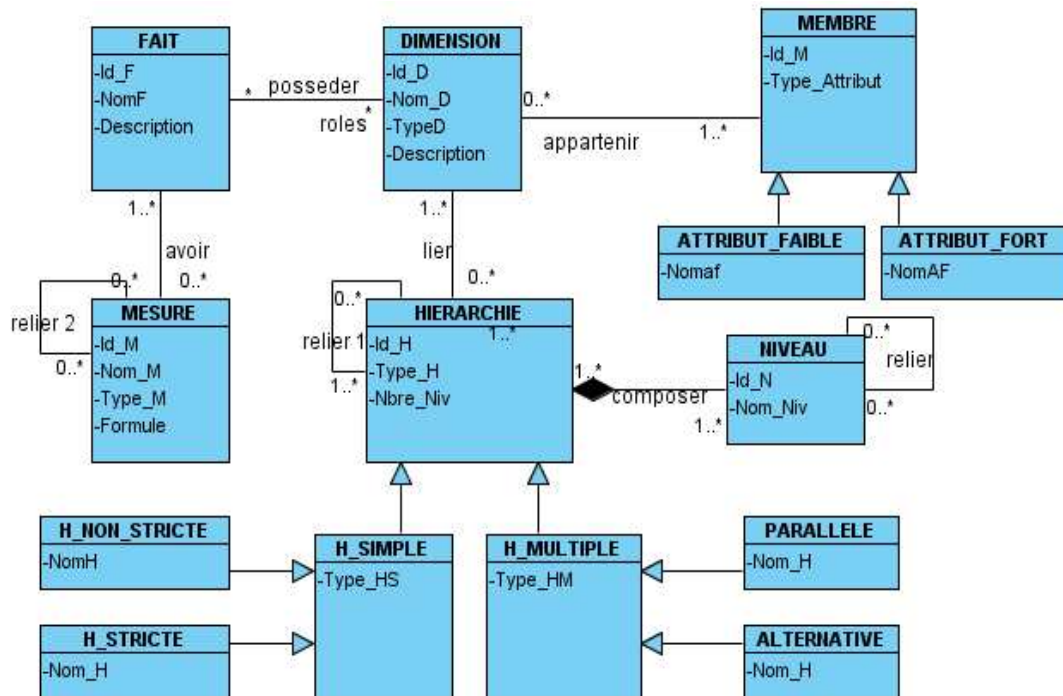 FAIT
-Id_F
-NomF
-Description
posseder
*
roles*
DIMENSION
-Id_D
-Nom_D
-TypeD
-Description
0..*
appartenir
1..*
MEMBRE
-Id_M
-Type_Attribut
ATTRIBUT_FAIBLE
-Nomaf
ATTRIBUT_FORT
-NomAF
1..*
avoir
0..*
0..*
relier 2
0..*
MESURE
-Id_M
-Nom_M
-Type_M
-Formule
1..*
lier
0..*
0..*
relier 1
1..*
HIERARCHIE
1..*
-Id_H
-Type_H
-Nbre_Niv
1..*
composer
1..*
NIVEAU
-Id_N
-Nom_Niv
0..*
relier
0..*
H_NON_STRICTE
-NomH
H_STRICTE
-Nom_H
H_SIMPLE
-Type_HS
H_MULTIPLE
-Type_HM
PARALLELE
-Nom_H
ALTERNATIVE
-Nom_H